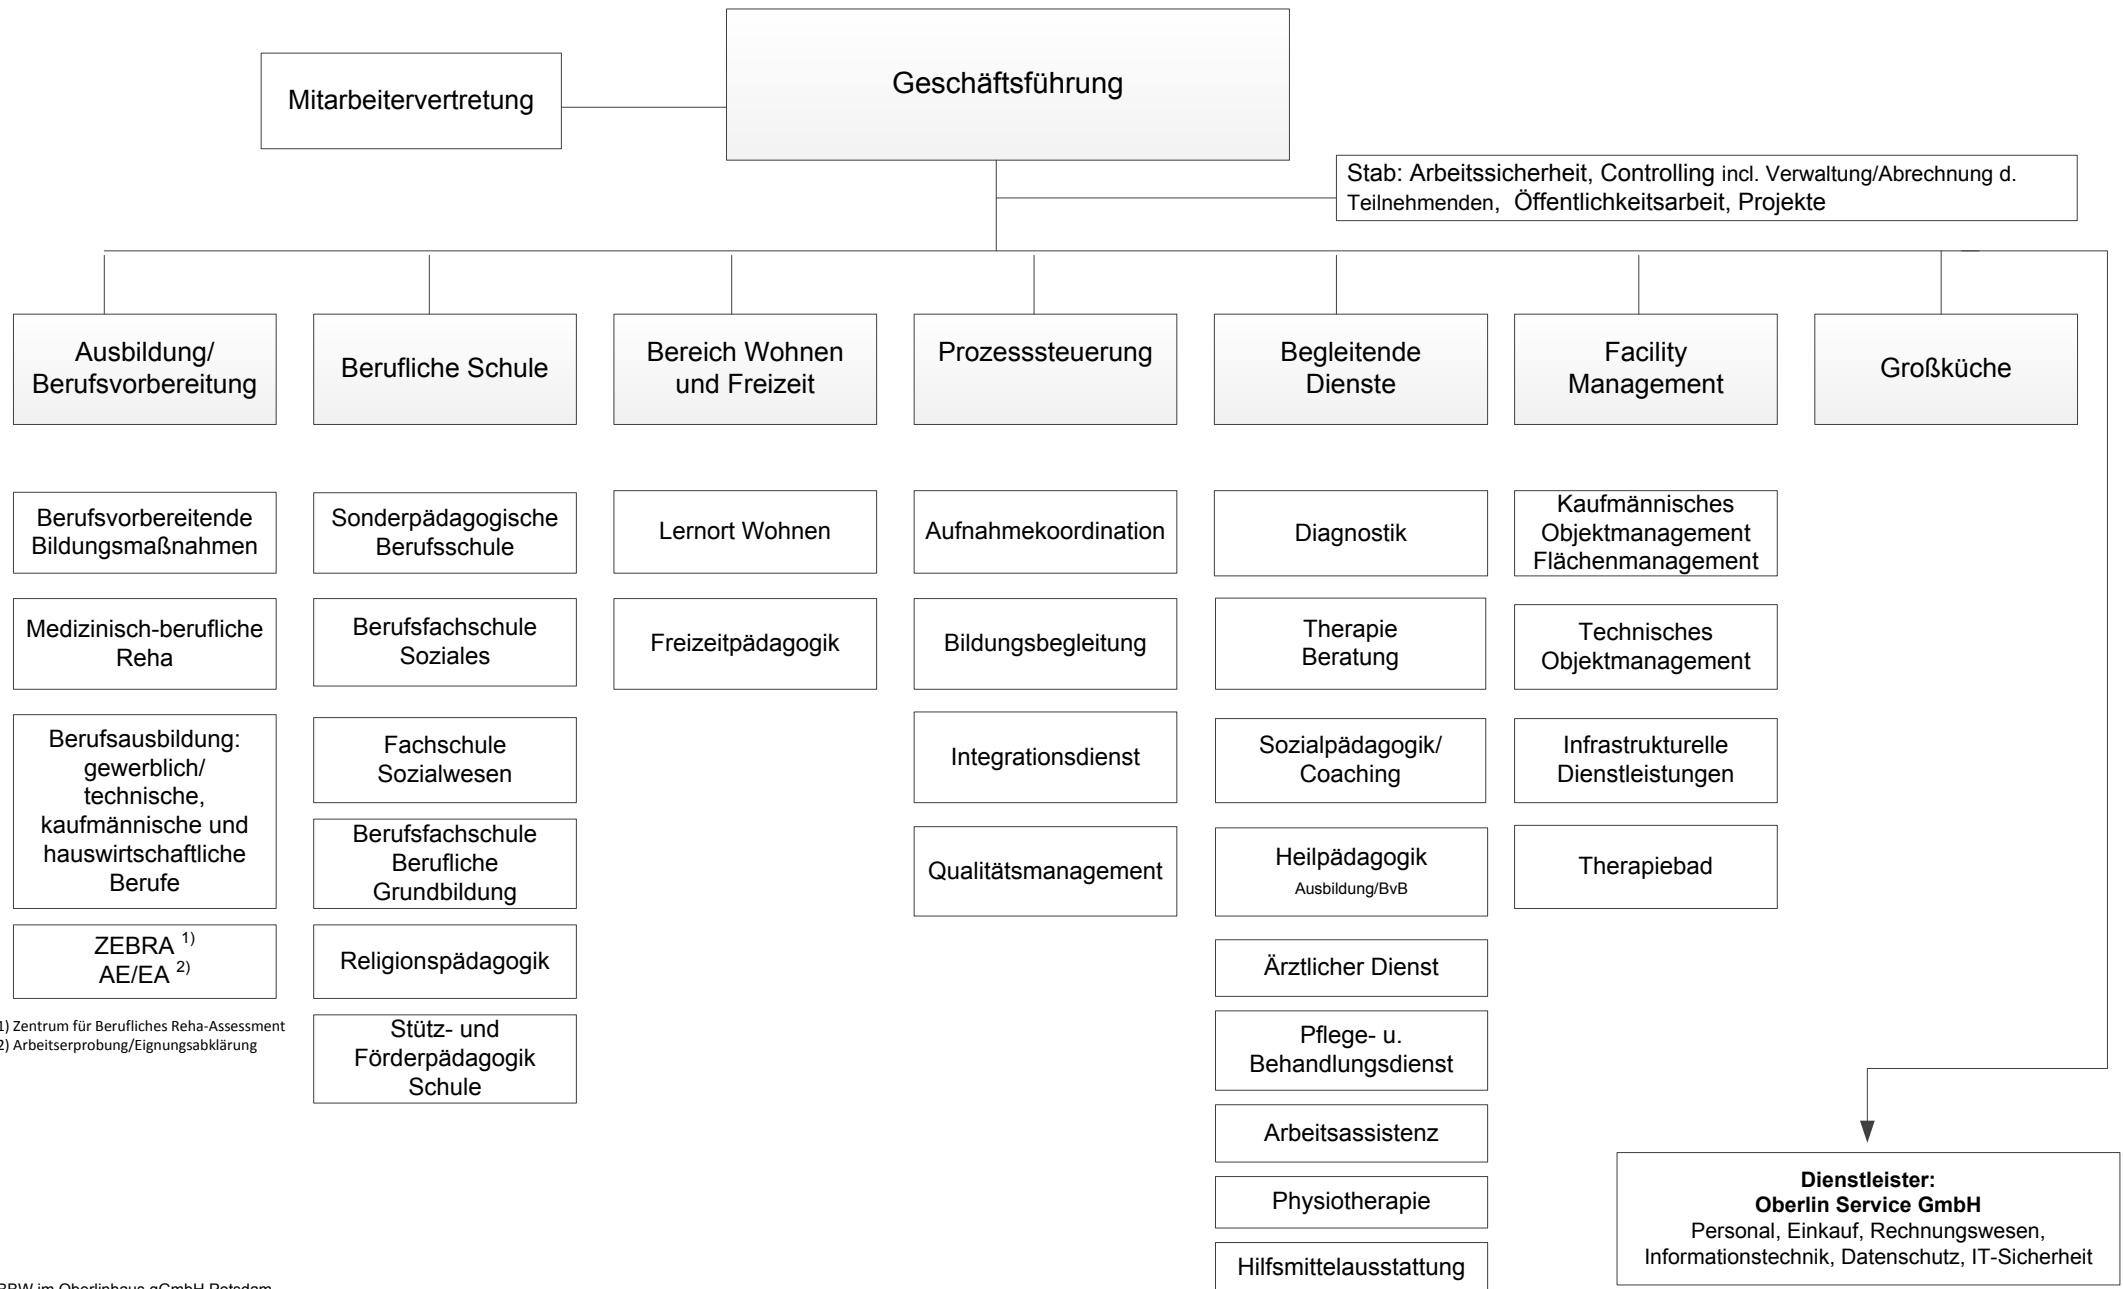 Geschäftsführung
Mitarbeitervertretung
Stab: Arbeitssicherheit, Controlling incl. Verwaltung/Abrechnung d.
Teilnehmenden, Öffentlichkeitsarbeit, Projekte
Ausbildung/
Berufsvorbereitung
Berufliche Schule
Bereich Wohnen
und Freizeit
Prozesssteuerung
Begleitende
Dienste
Facility
Management
Großküche
Berufsvorbereitende
Bildungsmaßnahmen
Medizinisch-berufliche
Reha
Berufsausbildung:
gewerblich/
technische,
kaufmännische und
hauswirtschaftliche
Berufe
ZEBRA 1)
AE/EA 2)
1) Zentrum für Berufliches Reha-Assessment
2) Arbeitserprobung/Eignungsabklärung
Sonderpädagogische
Berufsschule
Berufsfachschule
Soziales
Fachschule
Sozialwesen
Berufsfachschule
Berufliche
Grundbildung
Religionspädagogik
Stütz- und
Förderpädagogik
Schule
Lernort Wohnen
Freizeitpädagogik
Aufnahmekoordination
Bildungsbegleitung
Integrationsdienst
Qualitätsmanagement
Diagnostik
Therapie
Beratung
Sozialpädagogik/
Coaching
Heilpädagogik
Ausbildung/BvB
Ärztlicher Dienst
Pflege- u.
Behandlungsdienst
Arbeitsassistenz
Physiotherapie
Hilfsmittelausstattung
Kaufmännisches
Objektmanagement
Flächenmanagement
Technisches
Objektmanagement
Infrastrukturelle
Dienstleistungen
Therapiebad
Dienstleister:
Oberlin Service GmbH
Personal, Einkauf, Rechnungswesen,
Informationstechnik, Datenschutz, IT-Sicherheit
BBW im Oberlinhaus gGmbH Potsdam